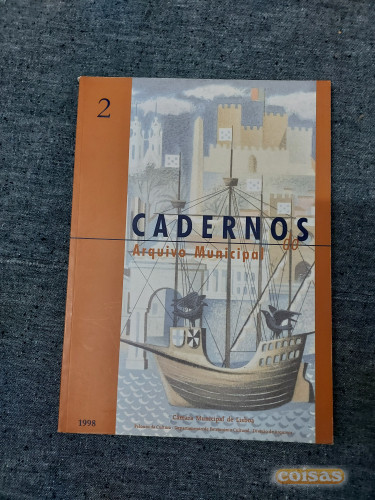 2
CADERNOS
do
Arquivo Municipal
Câmara Municipal de Lisboa
1998
coisas